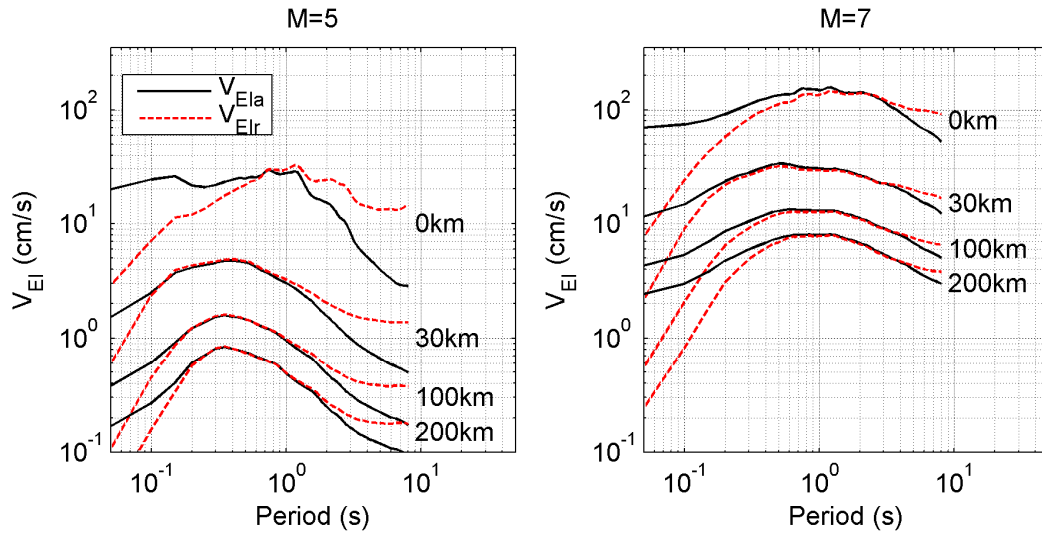 M=5
V_EIa
V_EIr
0km
30km
100km
200km
V_EI (cm/s)
10^2
10^1
10^0
10^-1
10^-1
10^0
10^1
Period (s)
M=7
0km
30km
100km
200km
V_EI (cm/s)
10^2
10^1
10^0
10^-1
10^-1
10^0
10^1
Period (s)